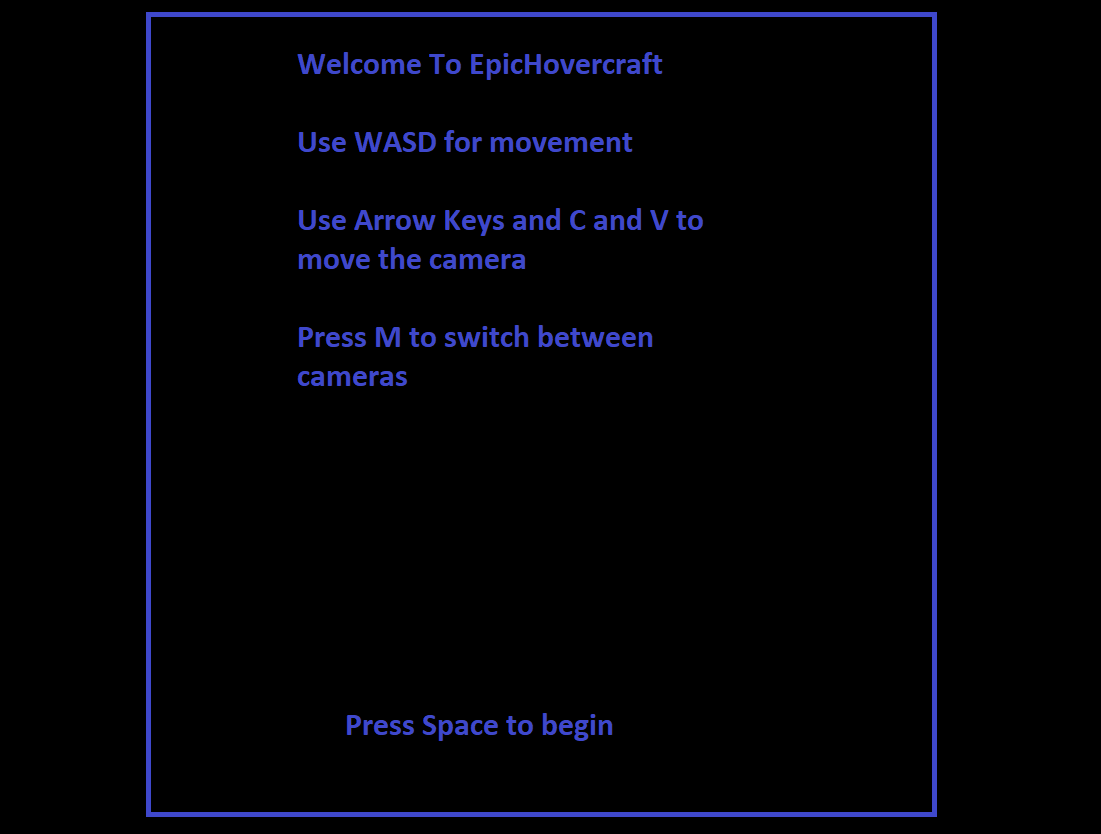 Welcome To EpicHovercraft
Use WASD for movement
Use Arrow Keys and C and V to
move the camera
Press M to switch between
cameras
Press Space to begin